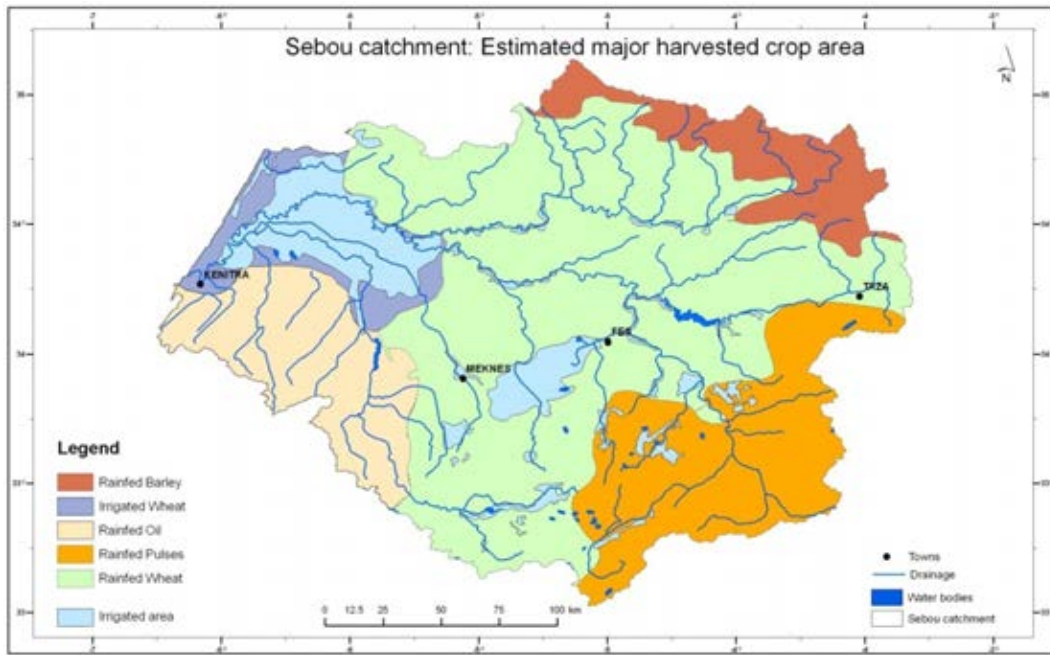 Sebou catchment: Estimated major harvested crop area
N
KENITRA
TAZA
FES
MEKNES
Legend
Rainfed Barley
Irrigated Wheat
Rainfed Oil
Rainfed Pulses
Rainfed Wheat
Irrigated area
0 12.5 25 50 75 100 km
Towns
Drainage
Water bodies
Sebou catchment